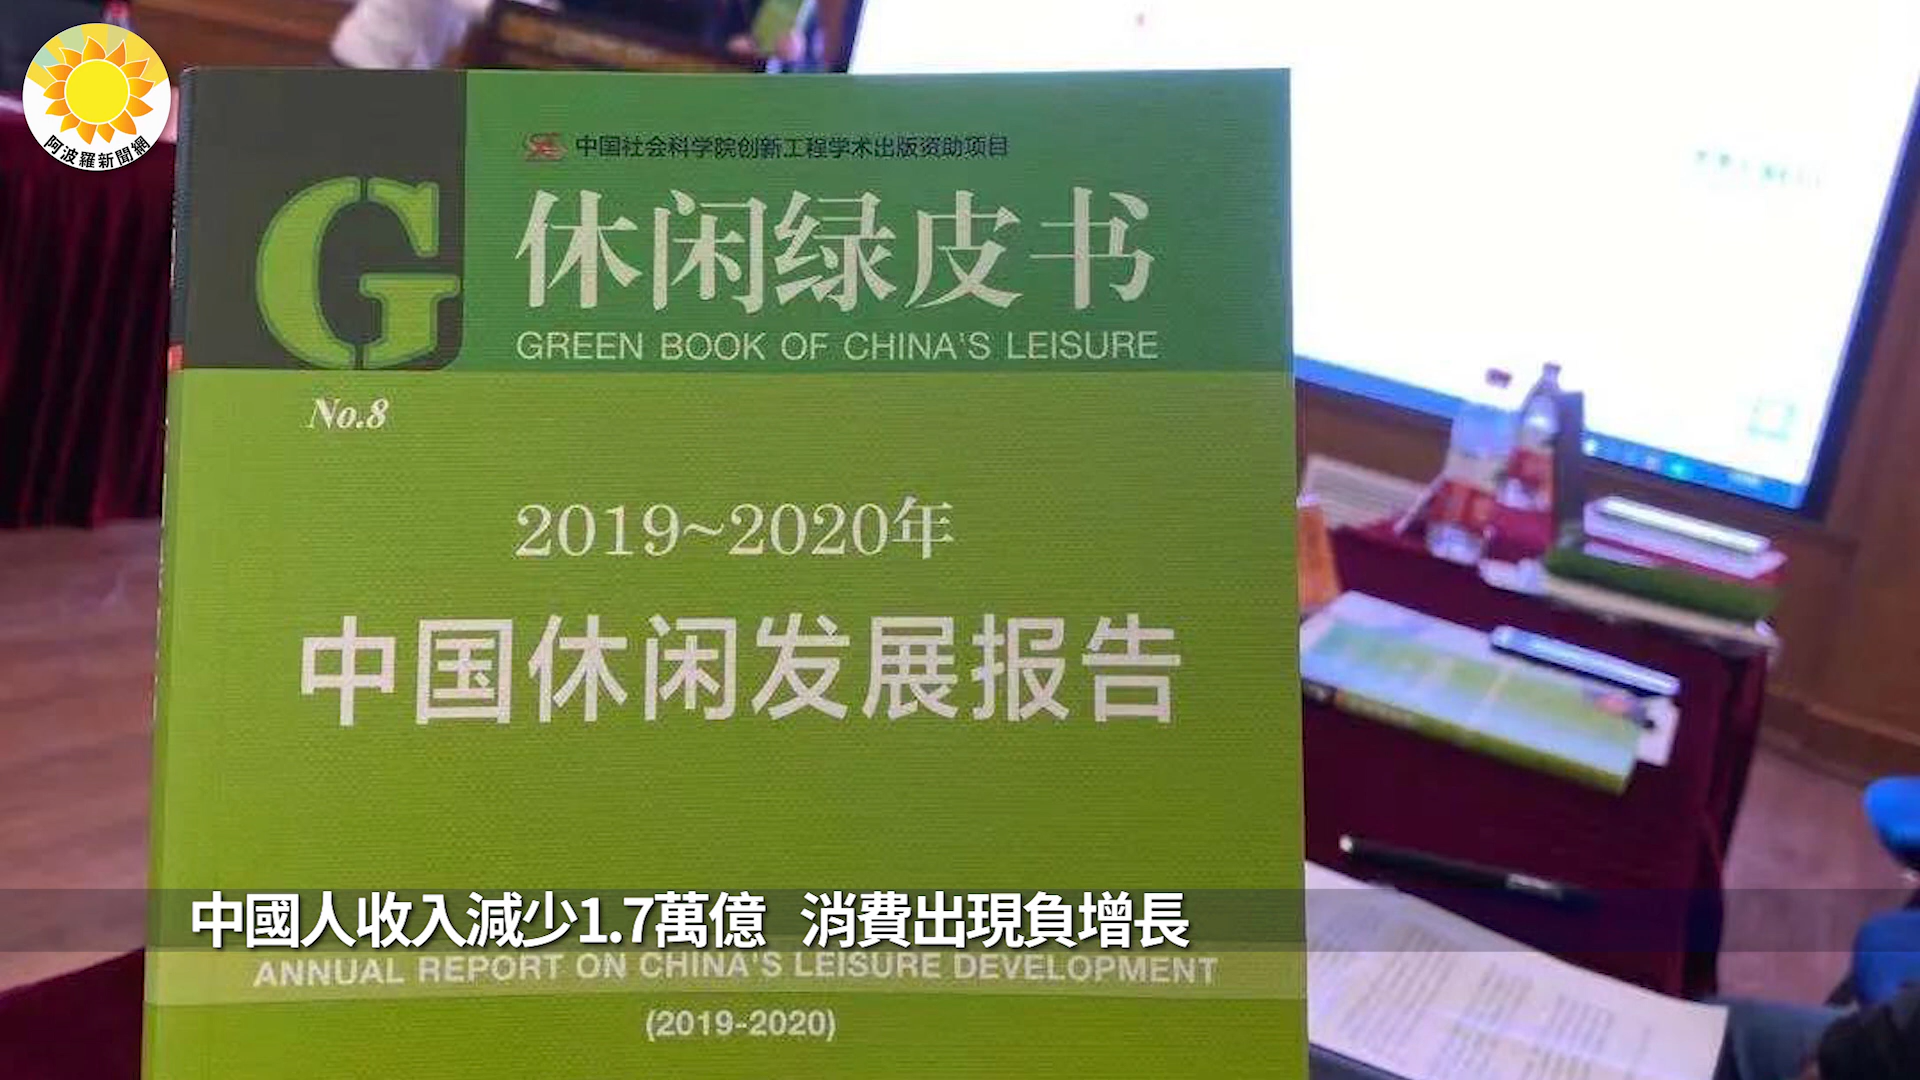 阿波羅新聞網
中国社会科学院创新工程学术出版资助项目
G
休闲绿皮书
GREEN BOOK OF CHINA'S LEISURE
No.8
2019~2020年
中国休闲发展报告
中國人收入減少1.7萬億 消費出現負增長
ANNUAL REPORT ON CHINA'S LEISURE DEVELOPMENT
(2019-2020)